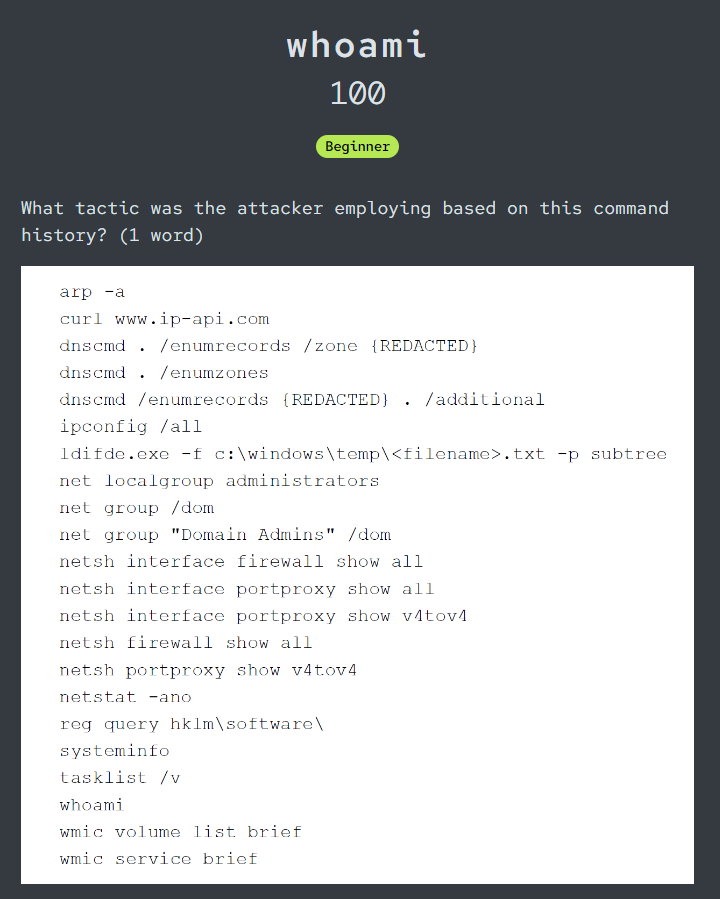 whoami
100
Beginner
What tactic was the attacker employing based on this command
history? (1 word)
arp -a
curl www.ip-api.com
dnscmd . /enumrecords /zone {REDACTED}
dnscmd . /enumzones
dnscmd /enumrecords {REDACTED} . /additional
ipconfig /all
ldifde.exe -f c:\windows\temp\<filename>.txt -p subtree
net localgroup administrators
net group /dom
net group "Domain Admins" /dom
netsh interface firewall show all
netsh interface portproxy show all
netsh interface portproxy show v4tov4
netsh firewall show all
netsh portproxy show v4tov4
netstat -ano
reg query hklm\software\
systeminfo
tasklist /v
whoami
wmic volume list brief
wmic service brief